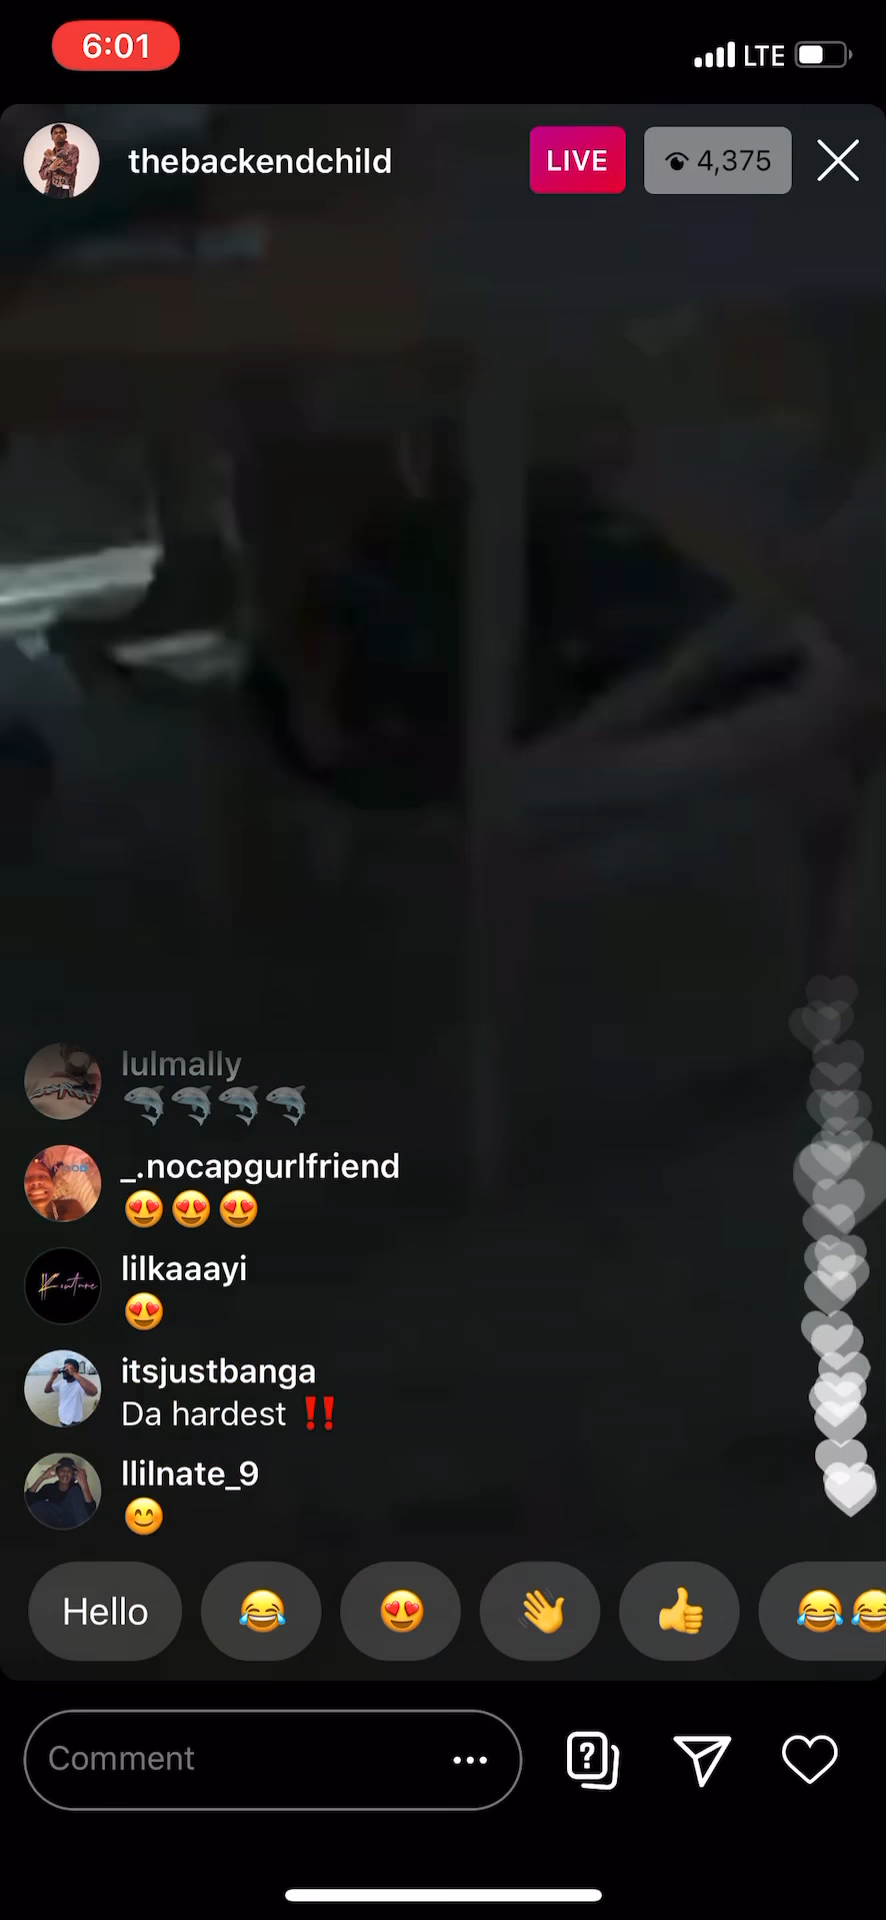 6:01
LTE
thebackendchild
LIVE
4,375
lulmally
🐬🐬🐬🐬
_.nocapgurlfriend
😍😍😍
lilkaaayi
😍
itsjustbanga
Da hardest ‼️
llilnate_9
😊
Hello
😂
😍
👋
👍
😂😂
Comment